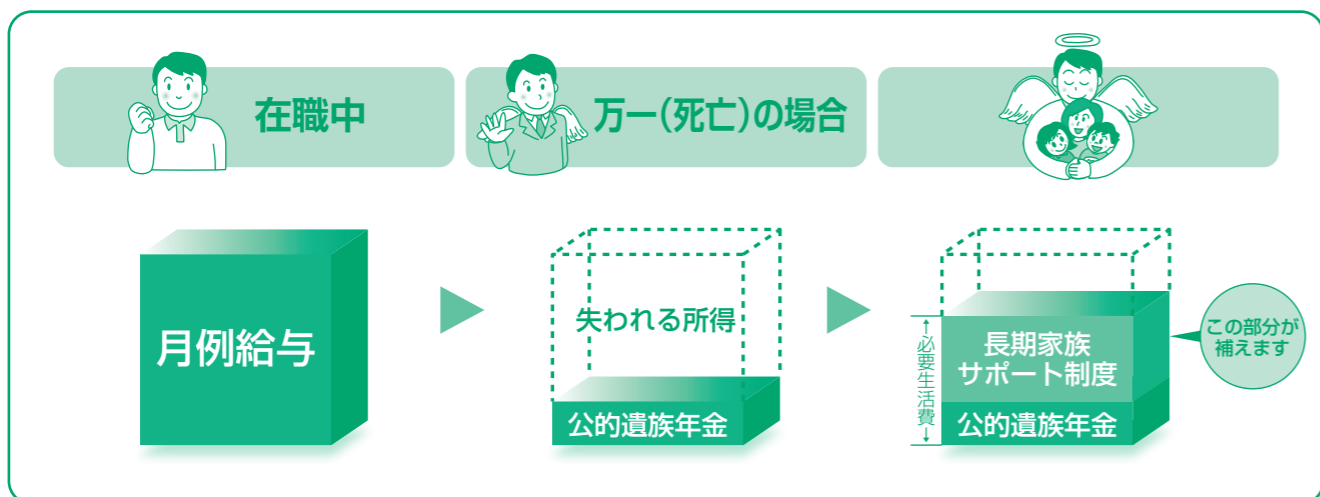 在職中
万一(死亡)の場合
月例給与
失われる所得
公的遺族年金
←必要生活費→
長期家族
サポート制度
公的遺族年金
この部分が
補えます